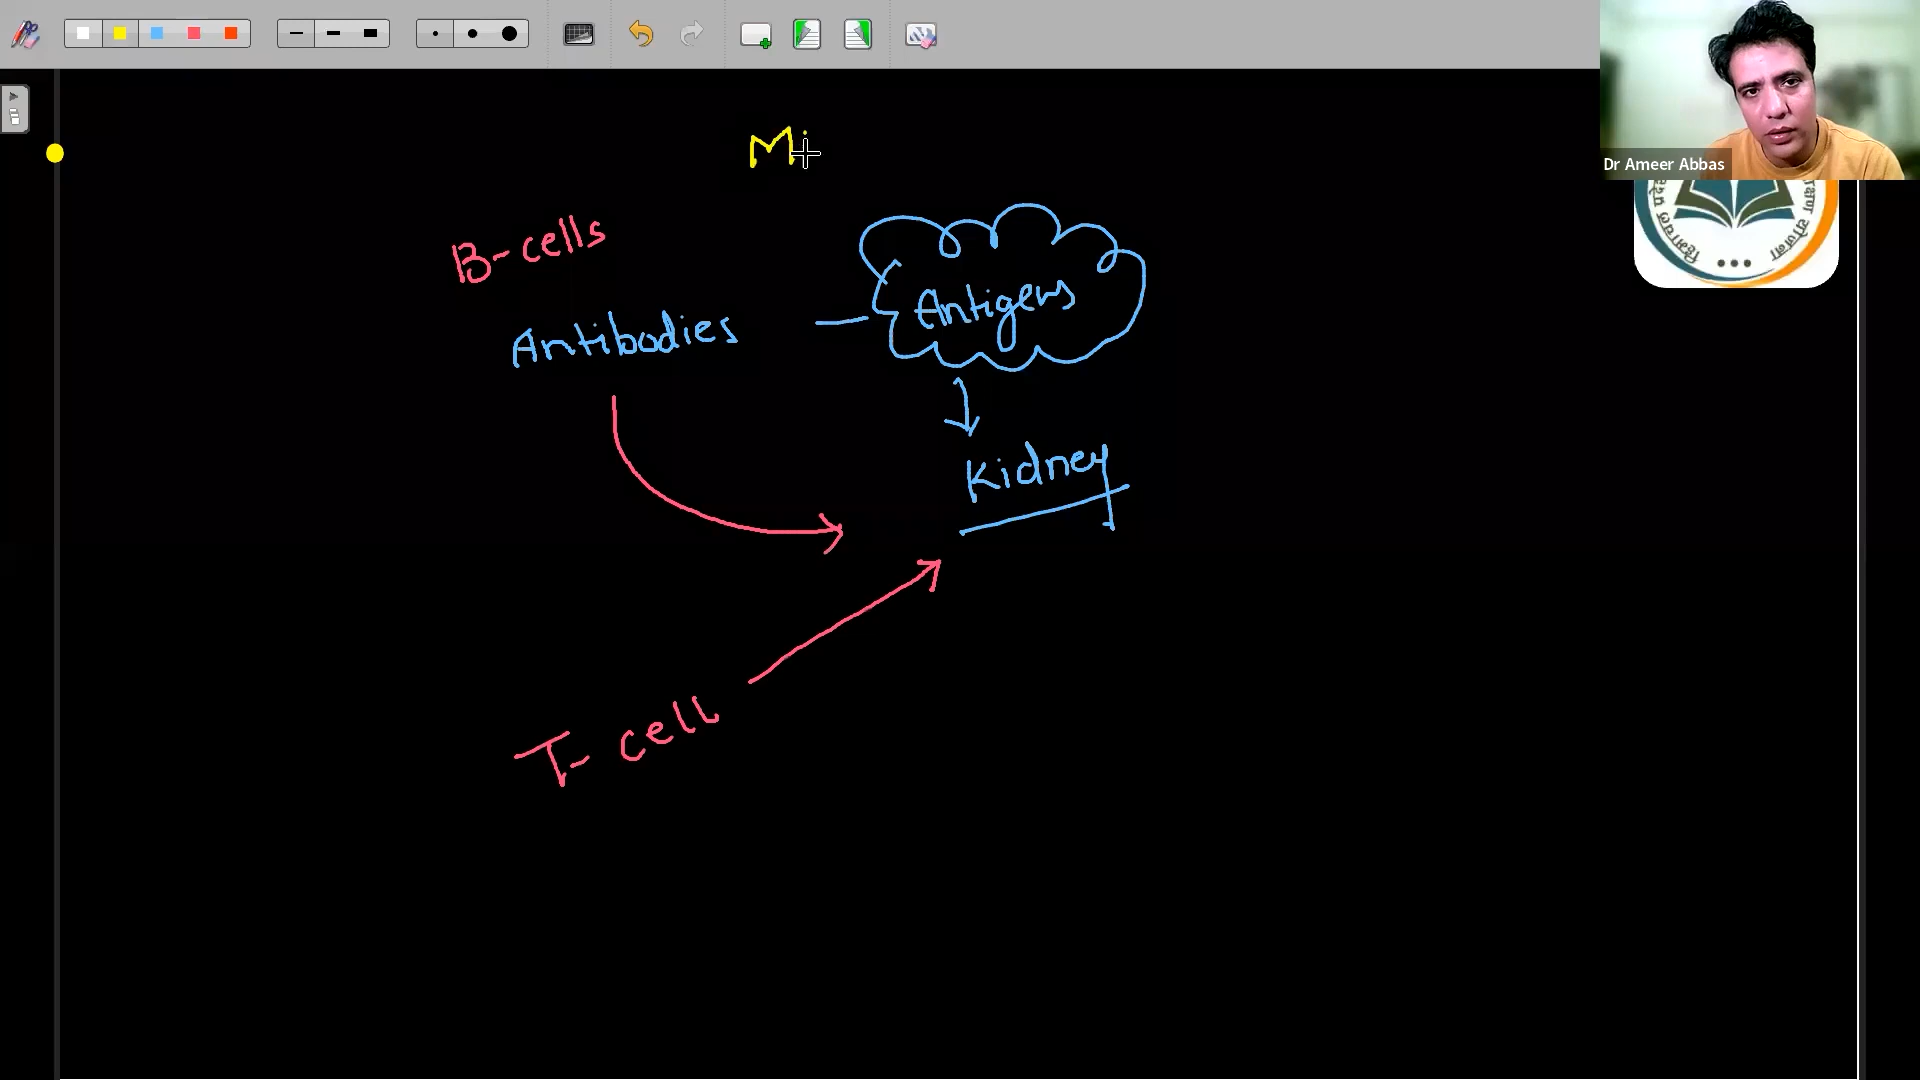 Dr Ameer Abbas
Mi
B-cells
Antigens
Antibodies
Kidney
T-cell